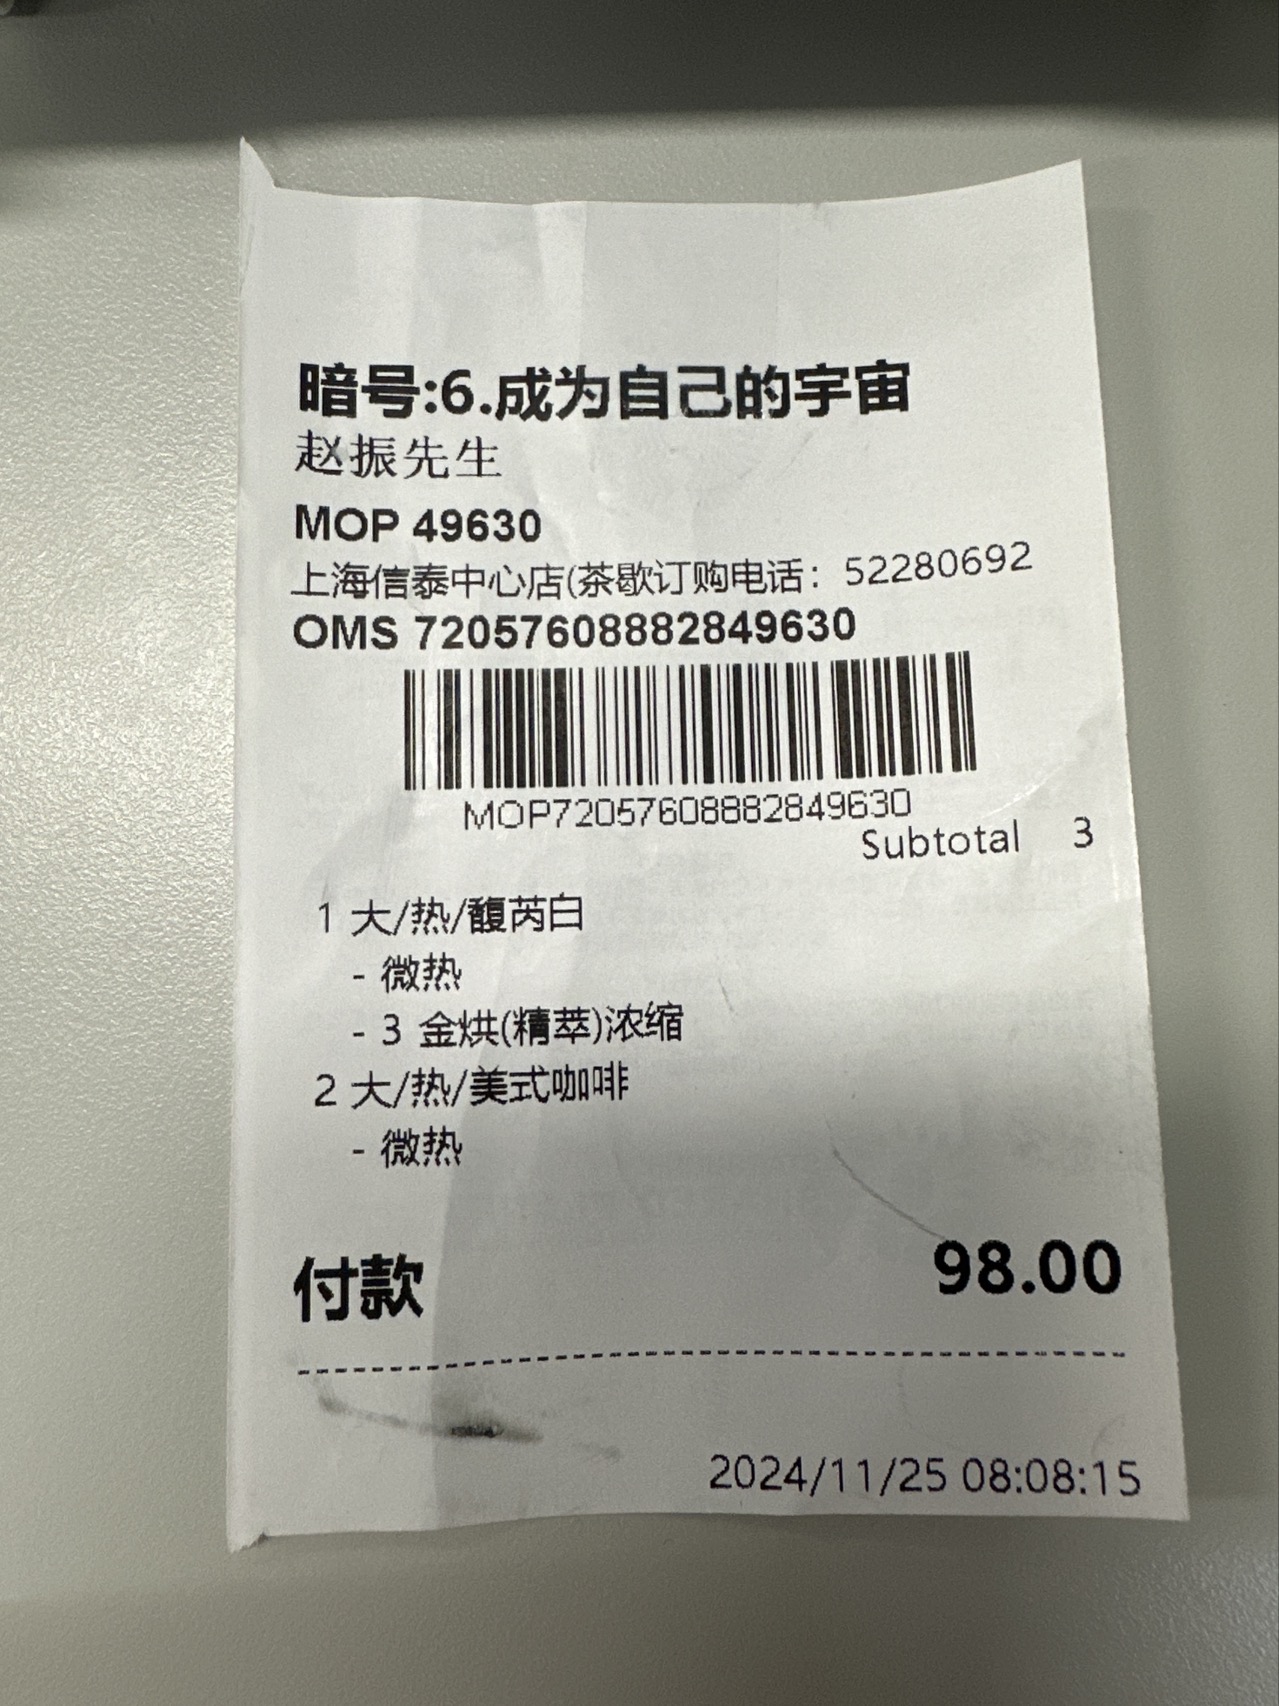 暗号:6.成为自己的宇宙
赵振先生
MOP 49630
上海信泰中心店(茶歇订购电话：52280692
OMS 72057608882849630
MOP72057608882849630
Subtotal 3
1 大/热/馥芮白
- 微热
- 3 金烘(精萃)浓缩
2 大/热/美式咖啡
- 微热
付款 98.00
2024/11/25 08:08:15